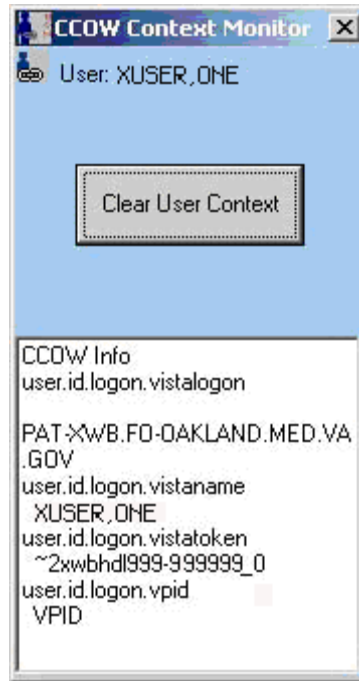 CCOW Context Monitor
User: XUSER,ONE
Clear User Context
CCOW Info
user.id.logon.vistalogon
PAT-XWB.FO-OAKLAND.MED.VA
.GOV
user.id.logon.vistaname
XUSER,ONE
user.id.logon.vistatoken
~2xwbhdl999-999999_0
user.id.logon.vpid
VPID